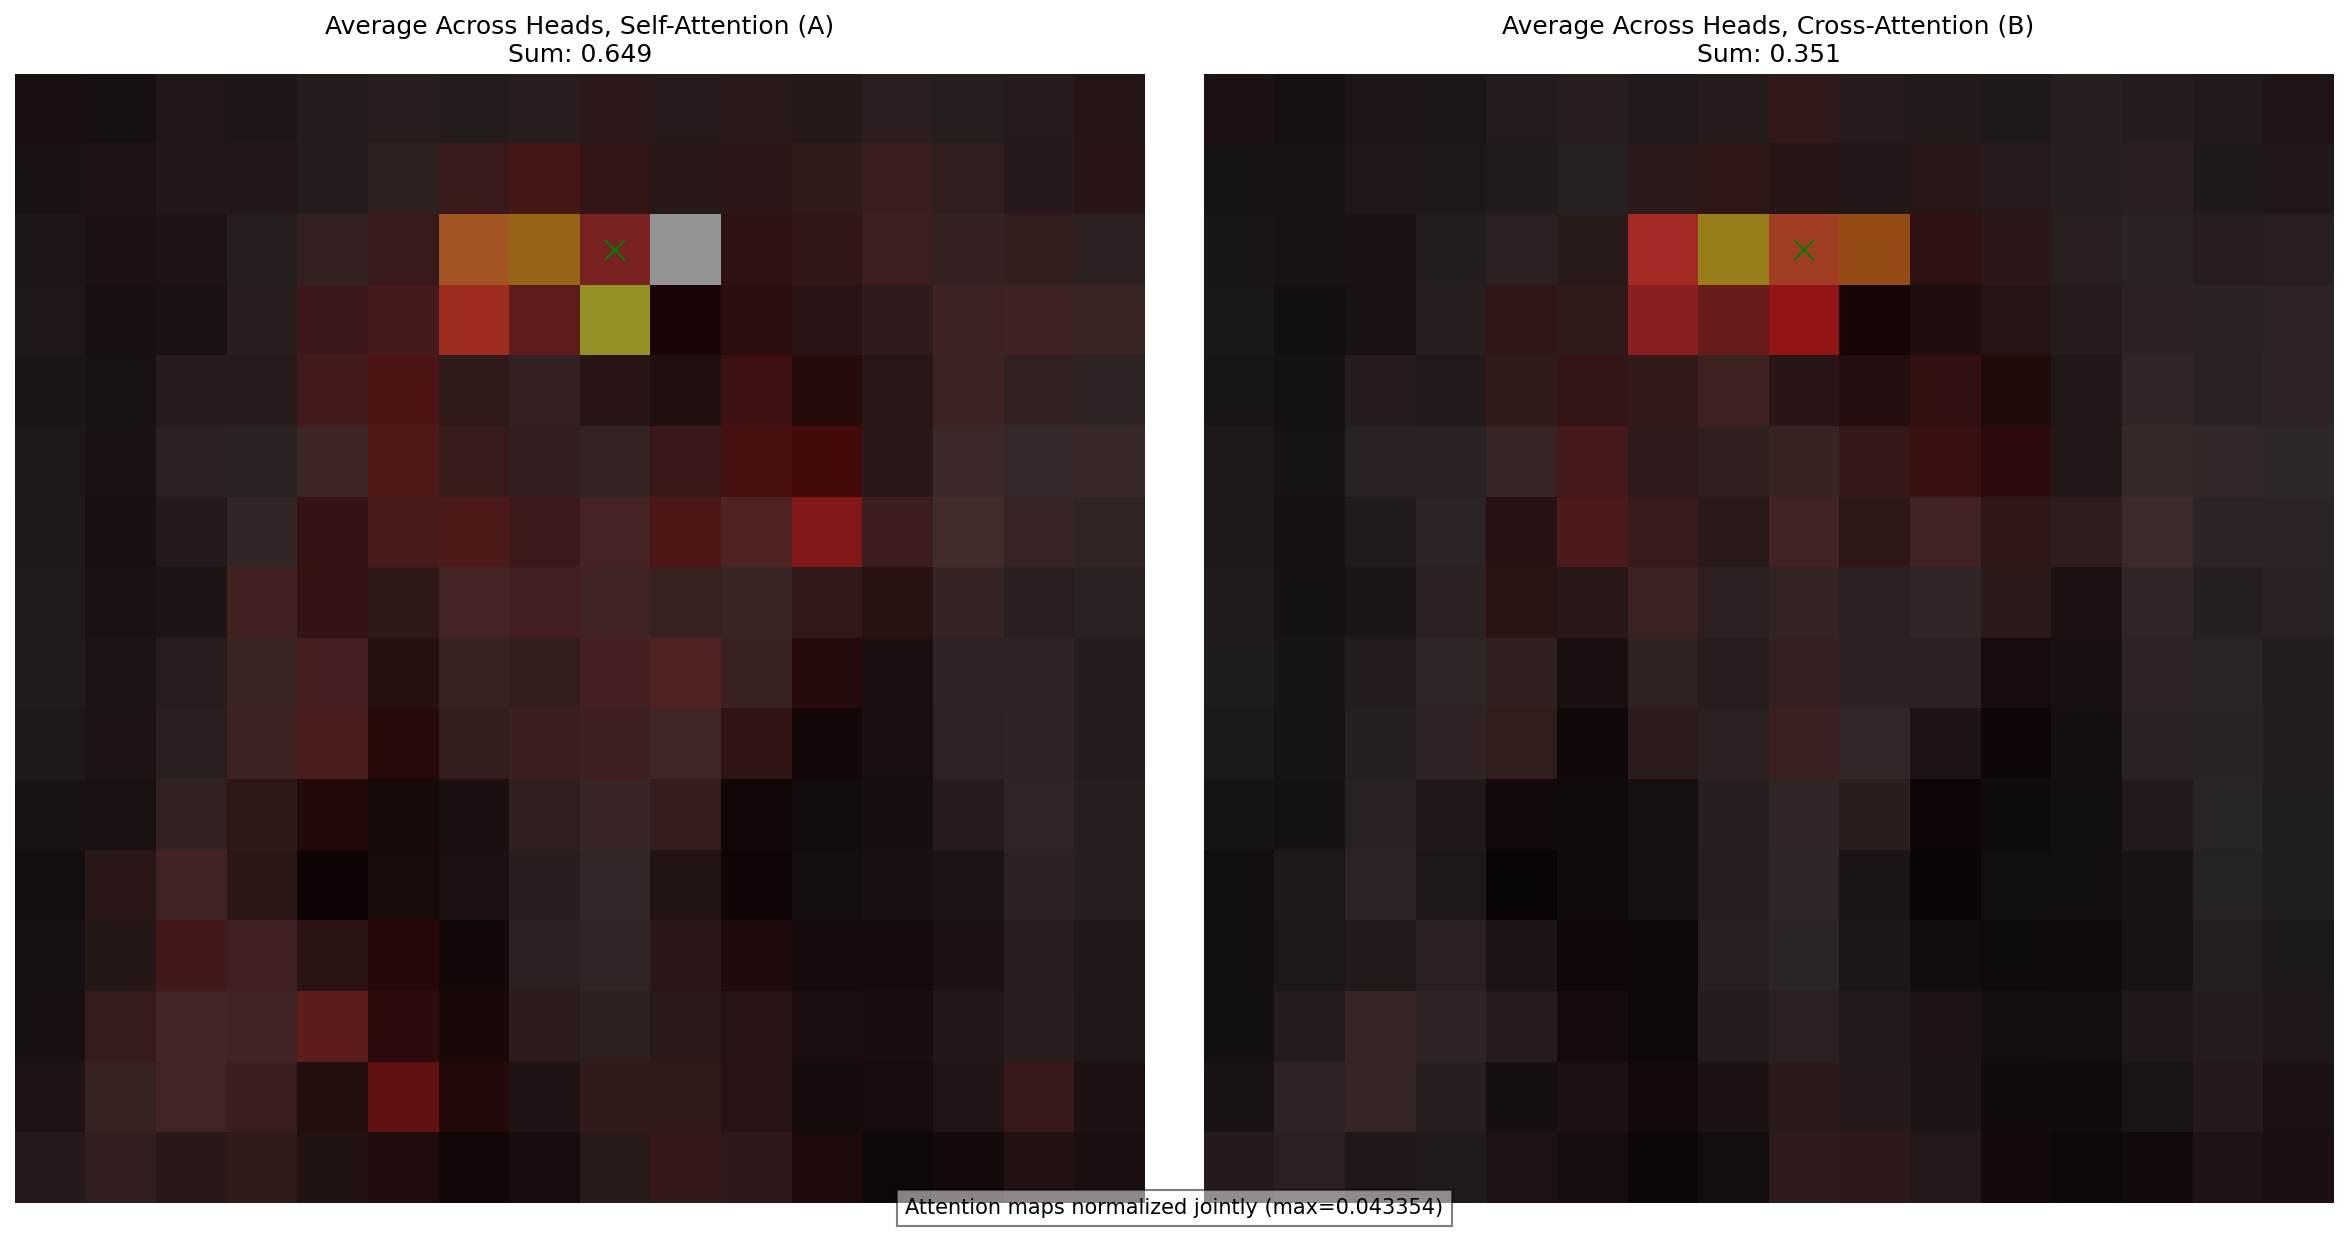 Average Across Heads, Self-Attention (A)
Sum: 0.649
Average Across Heads, Cross-Attention (B)
Sum: 0.351
Attention maps normalized jointly (max=0.043354)